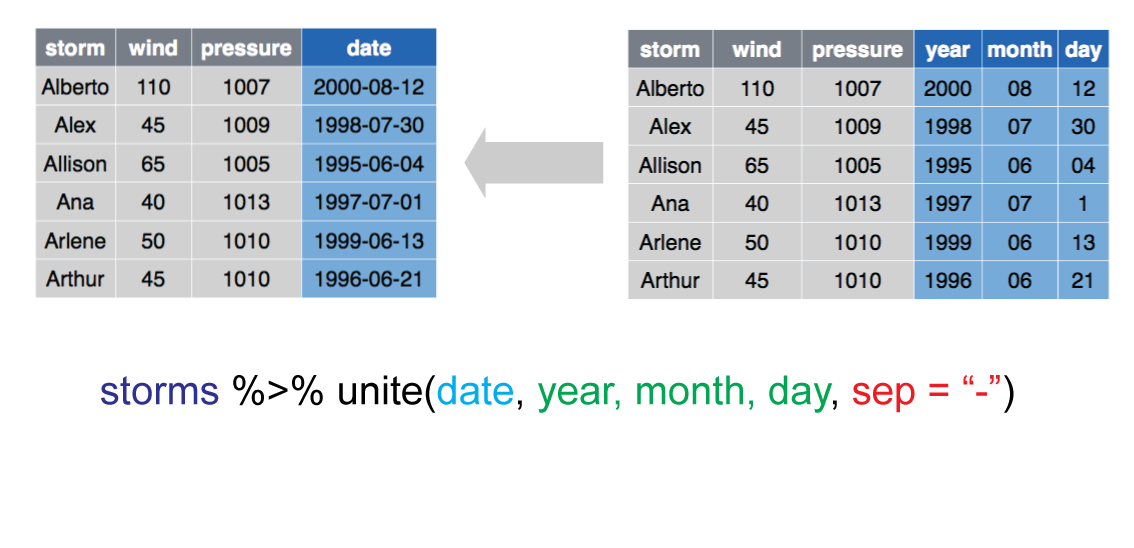 storm wind pressure date
Alberto 110 1007 2000-08-12
Alex 45 1009 1998-07-30
Allison 65 1005 1995-06-04
Ana 40 1013 1997-07-01
Arlene 50 1010 1999-06-13
Arthur 45 1010 1996-06-21
storm wind pressure year month day
Alberto 110 1007 2000 08 12
Alex 45 1009 1998 07 30
Allison 65 1005 1995 06 04
Ana 40 1013 1997 07 1
Arlene 50 1010 1999 06 13
Arthur 45 1010 1996 06 21
storms %>% unite(date, year, month, day, sep = “-”)